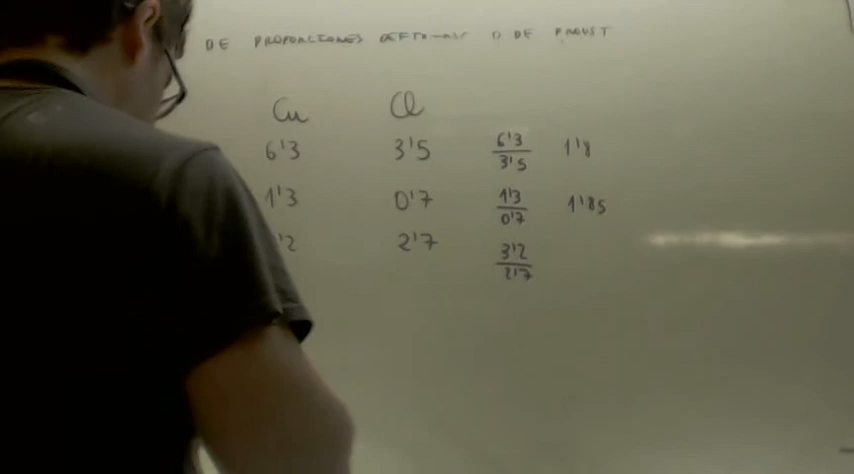 DE PROPORCIONES DEFINIDAS O DE PROUST
Cu Cl
6'3 3'5 6'3/3'5 1'8
1'3 0'7 1'3/0'7 1'85
'2 2'7 3'2/2'7